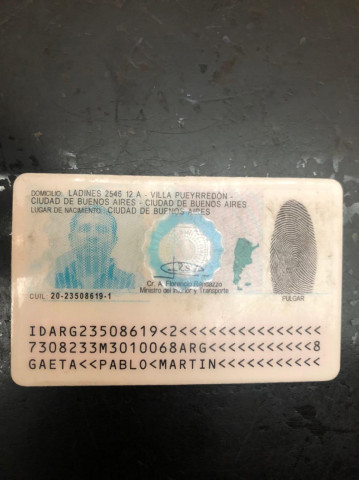 DOMICILIO: LADINES 2546 12 A - VILLA PUEYRREDÓN -
CIUDAD DE BUENOS AIRES - CIUDAD DE BUENOS AIRES
LUGAR DE NACIMIENTO: CIUDAD DE BUENOS AIRES
Cr. A. Florencio Randazzo
Ministro del Interior y Transporte
CUIL: 20-23508619-1
PULGAR
IDARG23508619<2<<<<<<<<<<<<<<<
7308233M3010068ARG<<<<<<<<<<<8
GAETA<<PABLO<MARTIN<<<<<<<<<<<